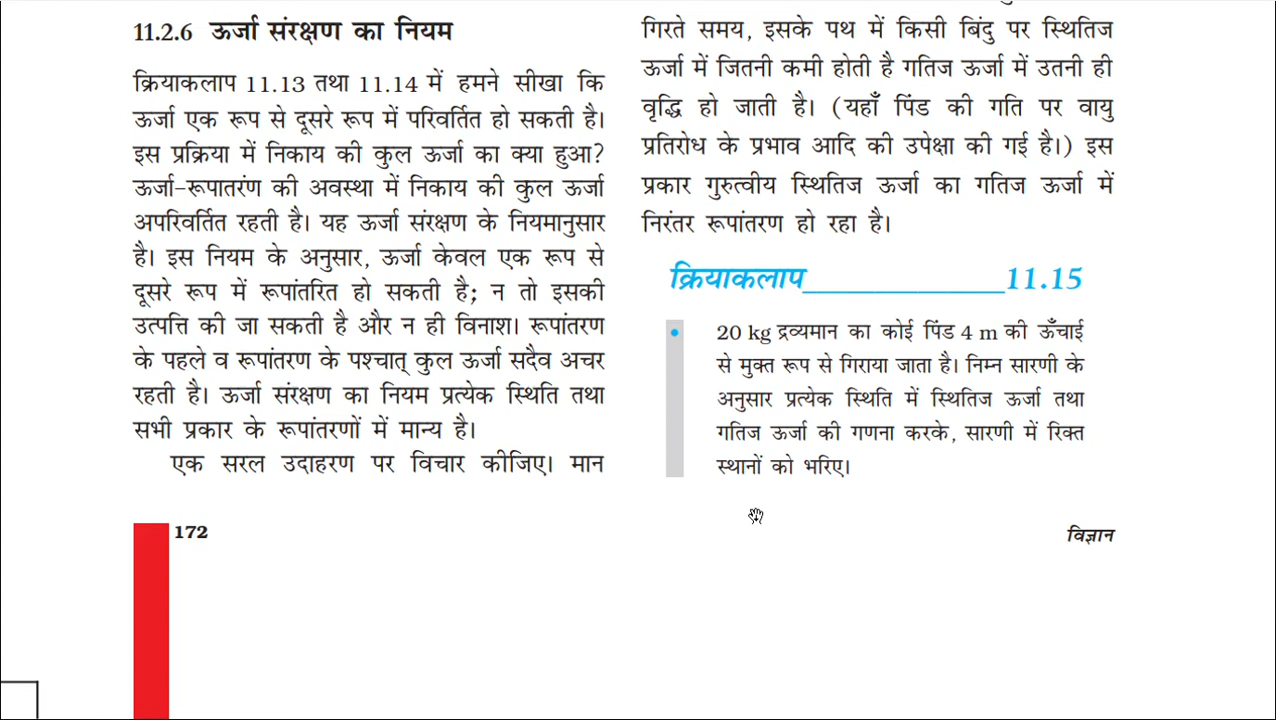 11.2.6 ऊर्जा संरक्षण का नियम
क्रियाकलाप 11.13 तथा 11.14 में हमने सीखा कि
ऊर्जा एक रूप से दूसरे रूप में परिवर्तित हो सकती है।
इस प्रक्रिया में निकाय की कुल ऊर्जा का क्या हुआ?
ऊर्जा-रूपातरंण की अवस्था में निकाय की कुल ऊर्जा
अपरिवर्तित रहती है। यह ऊर्जा संरक्षण के नियमानुसार
है। इस नियम के अनुसार, ऊर्जा केवल एक रूप से
दूसरे रूप में रूपांतरित हो सकती है; न तो इसकी
उत्पत्ति की जा सकती है और न ही विनाश। रूपांतरण
के पहले व रूपांतरण के पश्चात् कुल ऊर्जा सदैव अचर
रहती है। ऊर्जा संरक्षण का नियम प्रत्येक स्थिति तथा
सभी प्रकार के रूपांतरणों में मान्य है।
एक सरल उदाहरण पर विचार कीजिए। मान
गिरते समय, इसके पथ में किसी बिंदु पर स्थितिज
ऊर्जा में जितनी कमी होती है गतिज ऊर्जा में उतनी ही
वृद्धि हो जाती है। (यहाँ पिंड की गति पर वायु
प्रतिरोध के प्रभाव आदि की उपेक्षा की गई है।) इस
प्रकार गुरुत्वीय स्थितिज ऊर्जा का गतिज ऊर्जा में
निरंतर रूपांतरण हो रहा है।
क्रियाकलाप______________11.15
• 20 kg द्रव्यमान का कोई पिंड 4 m की ऊँचाई
से मुक्त रूप से गिराया जाता है। निम्न सारणी के
अनुसार प्रत्येक स्थिति में स्थितिज ऊर्जा तथा
गतिज ऊर्जा की गणना करके, सारणी में रिक्त
स्थानों को भरिए।
172
विज्ञान